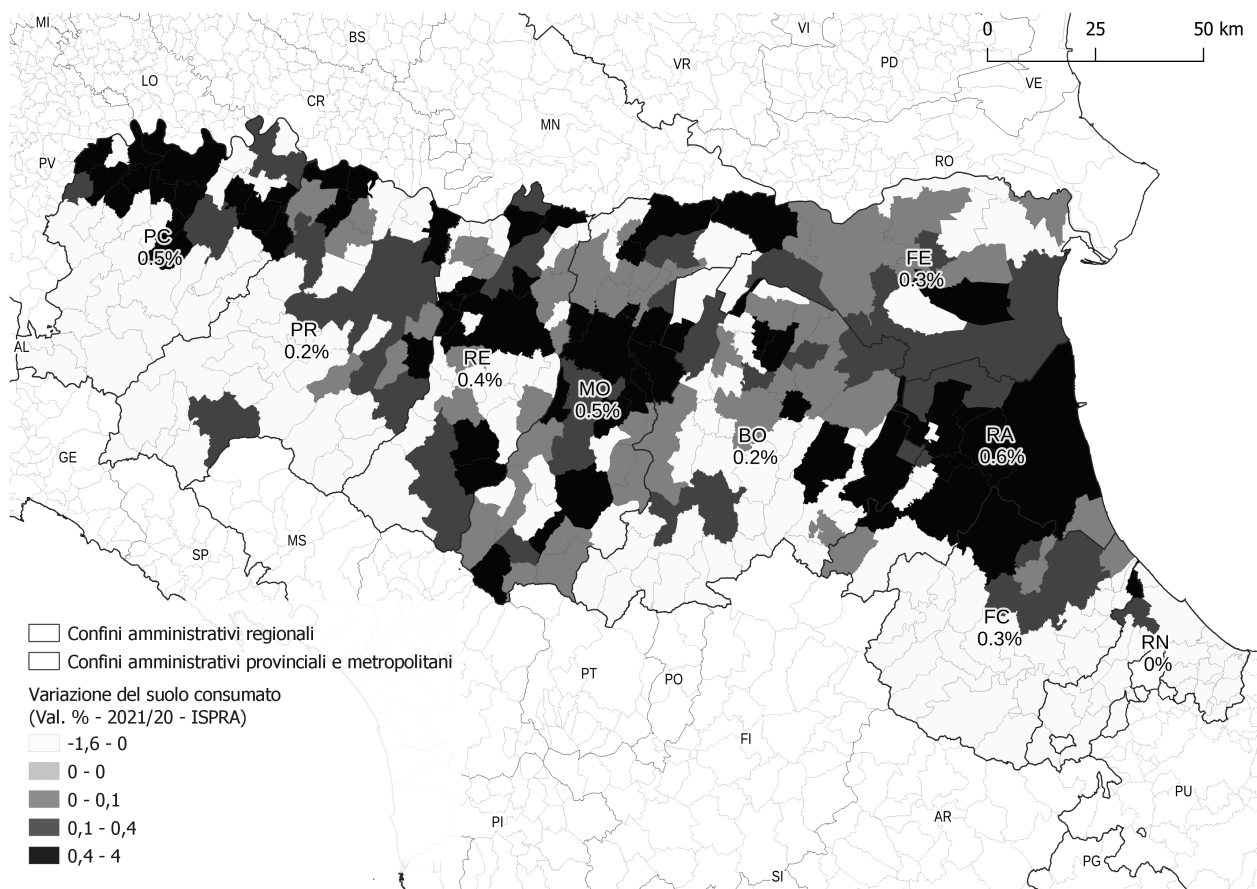 MI
BS
VI
0 25 50 km
VR
PD
LO
VE
CR
MN
PV
RO
PC
0.5%
FE
0.3%
PR
0.2%
AL
RE
0.4%
MO
0.5%
BO
0.2%
RA
0.6%
GE
SP
MS
FC
0.3%
RN
0%
Confini amministrativi regionali
Confini amministrativi provinciali e metropolitani
Variazione del suolo consumato
(Val. % - 2021/20 - ISPRA)
-1,6 - 0
0 - 0
0 - 0,1
0,1 - 0,4
0,4 - 4
PT
PO
FI
PU
AR
PI
PG
SI